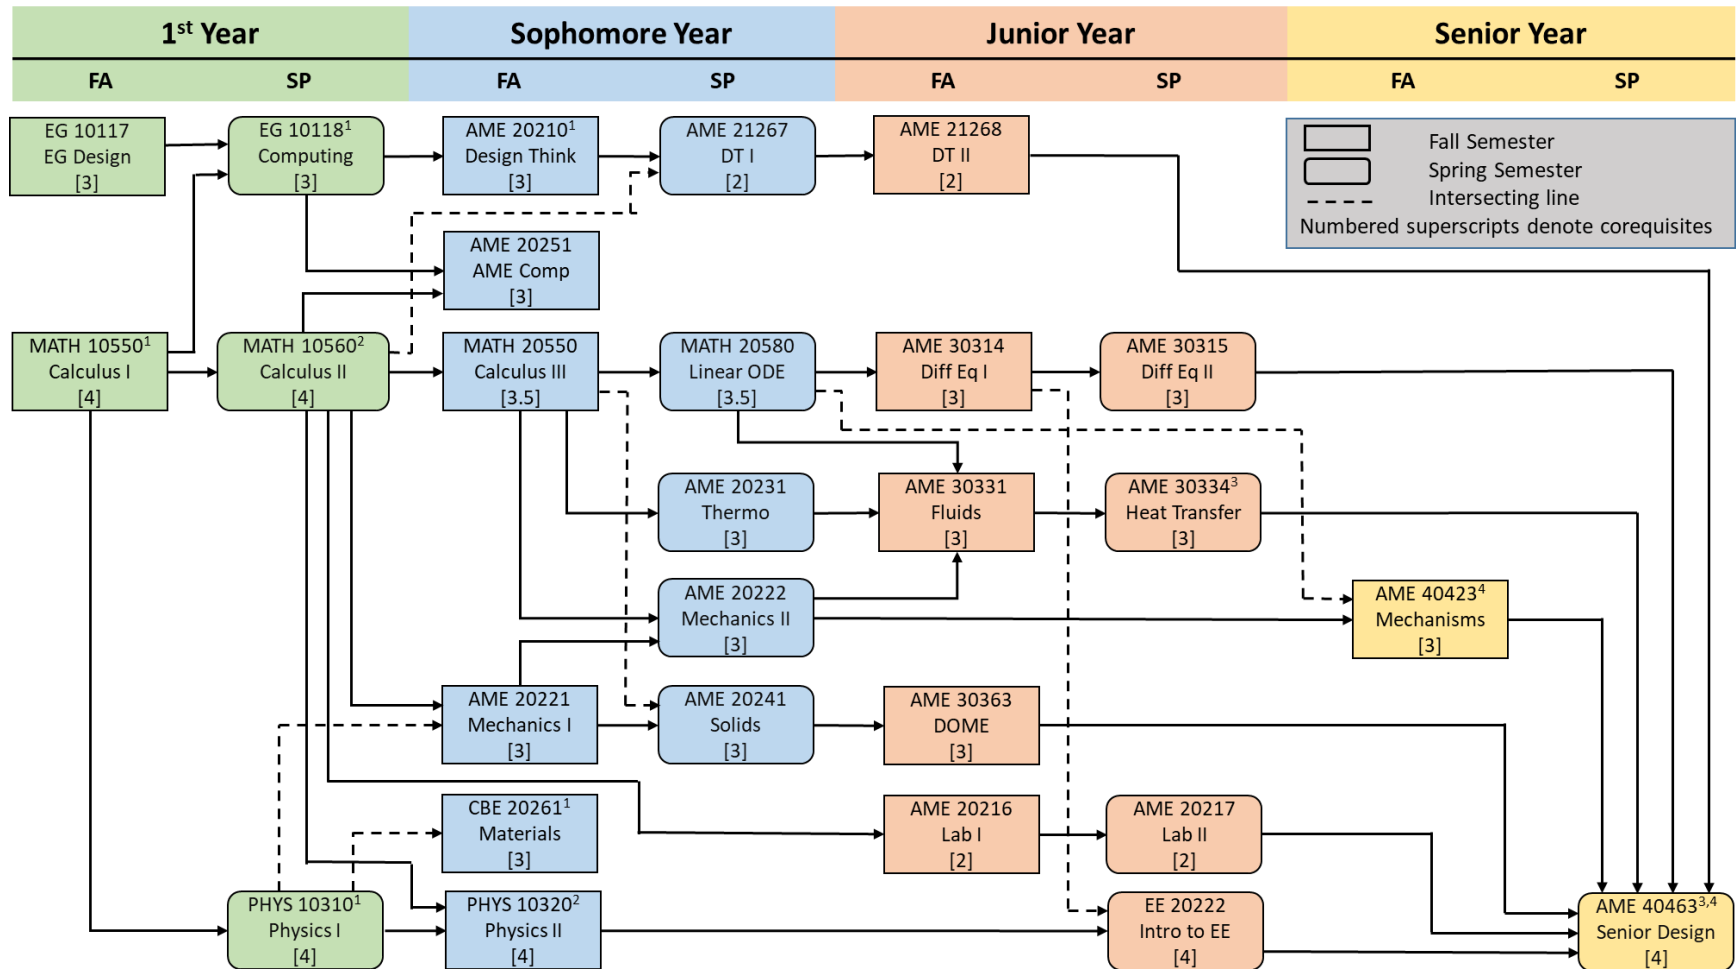 1st Year
Sophomore Year
Junior Year
Senior Year
FA
SP
FA
SP
FA
SP
FA
SP
EG 10117
EG Design
[3]
EG 10118¹
Computing
[3]
AME 20210¹
Design Think
[3]
AME 21267
DT I
[2]
AME 21268
DT II
[2]
Fall Semester
Spring Semester
Intersecting line
Numbered superscripts denote corequisites
AME 20251
AME Comp
[3]
MATH 10550¹
Calculus I
[4]
MATH 10560²
Calculus II
[4]
MATH 20550
Calculus III
[3.5]
MATH 20580
Linear ODE
[3.5]
AME 30314
Diff Eq I
[3]
AME 30315
Diff Eq II
[3]
AME 20231
Thermo
[3]
AME 30331
Fluids
[3]
AME 30334³
Heat Transfer
[3]
AME 20222
Mechanics II
[3]
AME 40423⁴
Mechanisms
[3]
AME 20221
Mechanics I
[3]
AME 20241
Solids
[3]
AME 30363
DOME
[3]
CBE 20261¹
Materials
[3]
AME 20216
Lab I
[2]
AME 20217
Lab II
[2]
PHYS 10310¹
Physics I
[4]
PHYS 10320²
Physics II
[4]
EE 20222
Intro to EE
[4]
AME 40463³,⁴
Senior Design
[4]